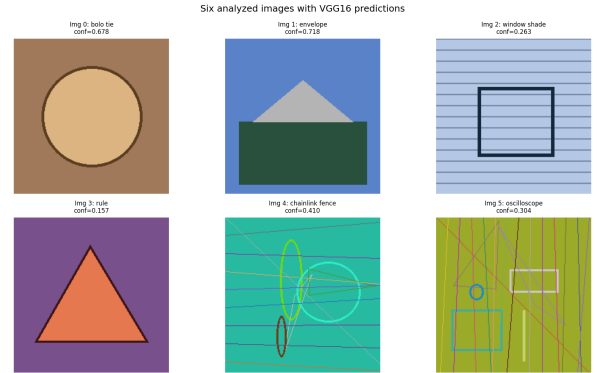 Six analyzed images with VGG16 predictions
Img 0: bolo tie
conf=0.678
Img 1: envelope
conf=0.718
Img 2: window shade
conf=0.263
Img 3: rule
conf=0.157
Img 4: chainlink fence
conf=0.410
Img 5: oscilloscope
conf=0.304